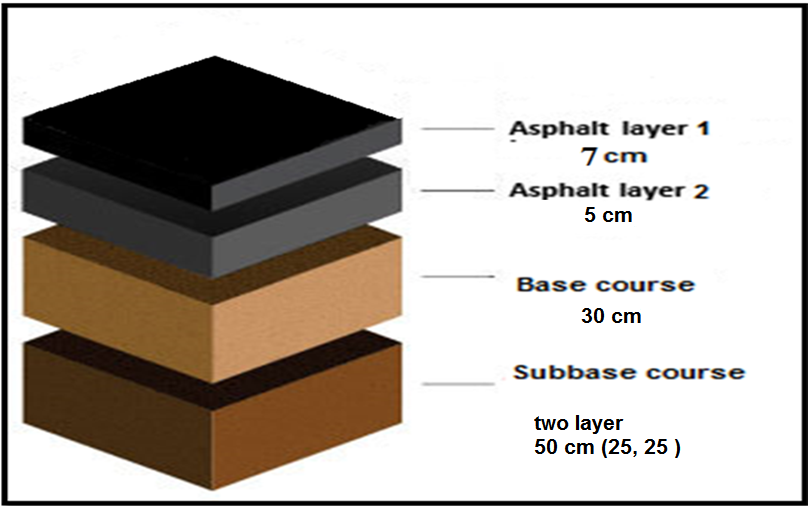 Asphalt layer 1
7 cm
Asphalt layer 2
5 cm
Base course
30 cm
Subbase course
two layer
50 cm (25, 25 )